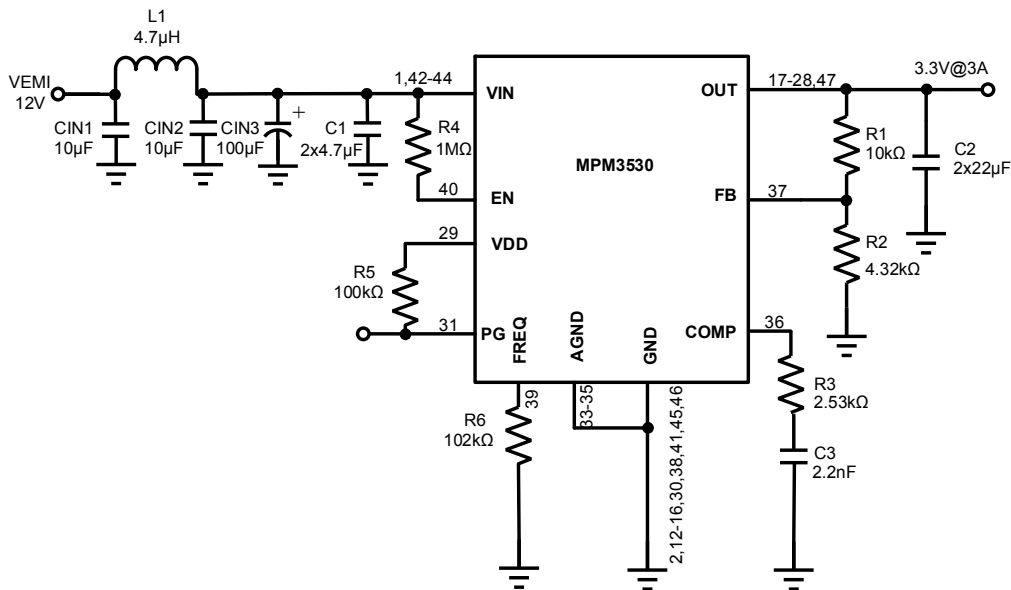 L1
4.7µH
VEMI
12V
CIN1
10µF
CIN2
10µF
CIN3
100µF
+
C1
2x4.7µF
1,42-44
VIN
R4
1MΩ
40
EN
29
VDD
R5
100kΩ
31
PG
FREQ
39
R6
102kΩ
AGND
33-35
GND
2,12-16,30,38,41,45,46
MPM3530
OUT
17-28,47
3.3V@3A
R1
10kΩ
C2
2x22µF
FB
37
R2
4.32kΩ
COMP
36
R3
2.53kΩ
C3
2.2nF